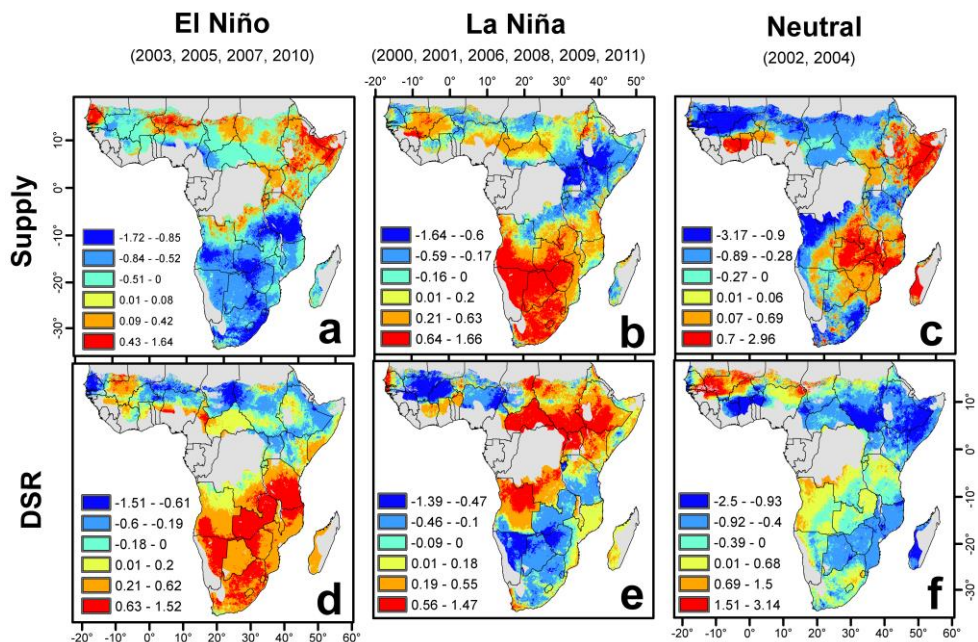 El Niño
La Niña
Neutral
(2003, 2005, 2007, 2010)
(2000, 2001, 2006, 2008, 2009, 2011)
(2002, 2004)
-20° -10° 0° 10° 20° 30° 40° 50°
Supply
10°
0°
-10°
-20°
-30°
-1.72 - -0.85
-0.84 - -0.52
-0.51 - 0
0.01 - 0.08
0.09 - 0.42
0.43 - 1.64
a
-1.64 - -0.6
-0.59 - -0.17
-0.16 - 0
0.01 - 0.2
0.21 - 0.63
0.64 - 1.66
b
-3.17 - -0.9
-0.89 - -0.28
-0.27 - 0
0.01 - 0.06
0.07 - 0.69
0.7 - 2.96
c
DSR
-1.51 - -0.61
-0.6 - -0.19
-0.18 - 0
0.01 - 0.2
0.21 - 0.62
0.63 - 1.52
d
-1.39 - -0.47
-0.46 - -0.1
-0.09 - 0
0.01 - 0.18
0.19 - 0.55
0.56 - 1.47
e
-2.5 - -0.93
-0.92 - -0.4
-0.39 - 0
0.01 - 0.68
0.69 - 1.5
1.51 - 3.14
f
10°
0°
-10°
-20°
-30°
-20° -10° 0° 10° 20° 30° 40° 50° 60°
-20° -10° 0° 10° 20° 30° 40° 50° 60°